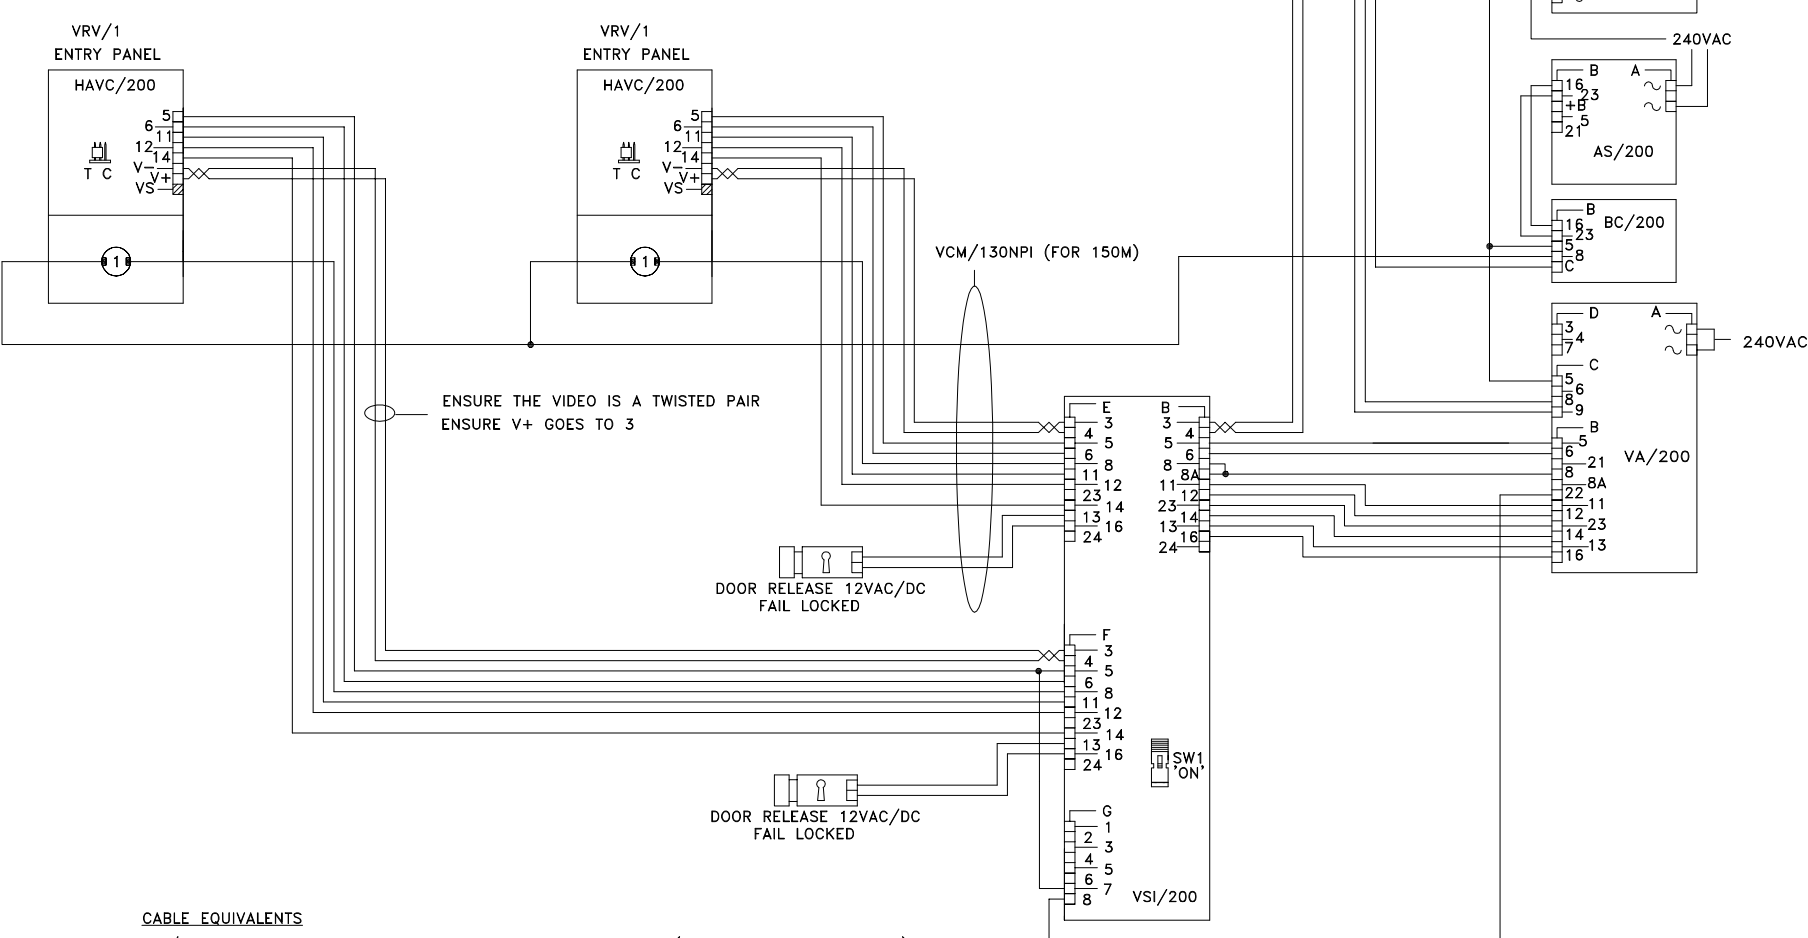 VRV/1
ENTRY PANEL
HAVC/200
5
6
11
12
14
V-
V+
VS
T C
1
VRV/1
ENTRY PANEL
HAVC/200
5
6
11
12
14
V-
V+
VS
T C
1
VCM/130NPI (FOR 150M)
ENSURE THE VIDEO IS A TWISTED PAIR
ENSURE V+ GOES TO 3
DOOR RELEASE 12VAC/DC
FAIL LOCKED
DOOR RELEASE 12VAC/DC
FAIL LOCKED
E
3
4
5
6
8
11
12
23
14
13
16
24
B
3
4
5
6
8
8A
11
12
23
14
13
16
24
F
3
4
5
6
8
11
12
23
14
13
16
24
SW1
'ON'
G
1
2
3
4
5
6
7
8
VSI/200
240VAC
B
A
16
23
+B
5
21
AS/200
B
BC/200
16
23
5
8
C
D
A
3
4
7
240VAC
C
5
6
8
9
B
5
6
21
8
8A
22
11
12
23
14
13
16
VA/200
CABLE EQUIVALENTS